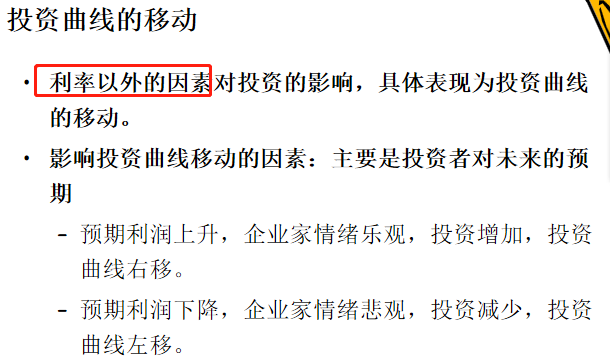 投资曲线的移动
• 利率以外的因素对投资的影响，具体表现为投资曲线
的移动。
• 影响投资曲线移动的因素：主要是投资者对未来的预
期
– 预期利润上升，企业家情绪乐观，投资增加，投资
曲线右移。
– 预期利润下降，企业家情绪悲观，投资减少，投资
曲线左移。